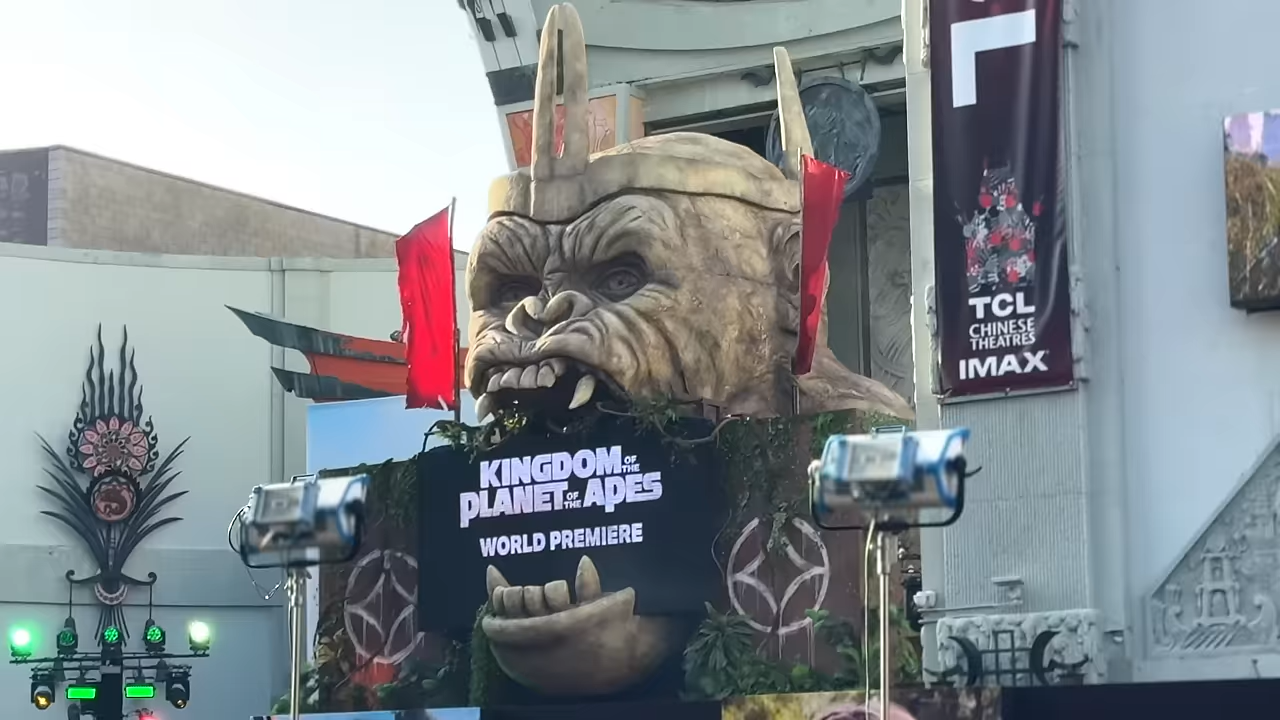 L
TCL
CHINESE
THEATRES
IMAX
KINGDOM OF THE
PLANET OF THE APES
WORLD PREMIERE